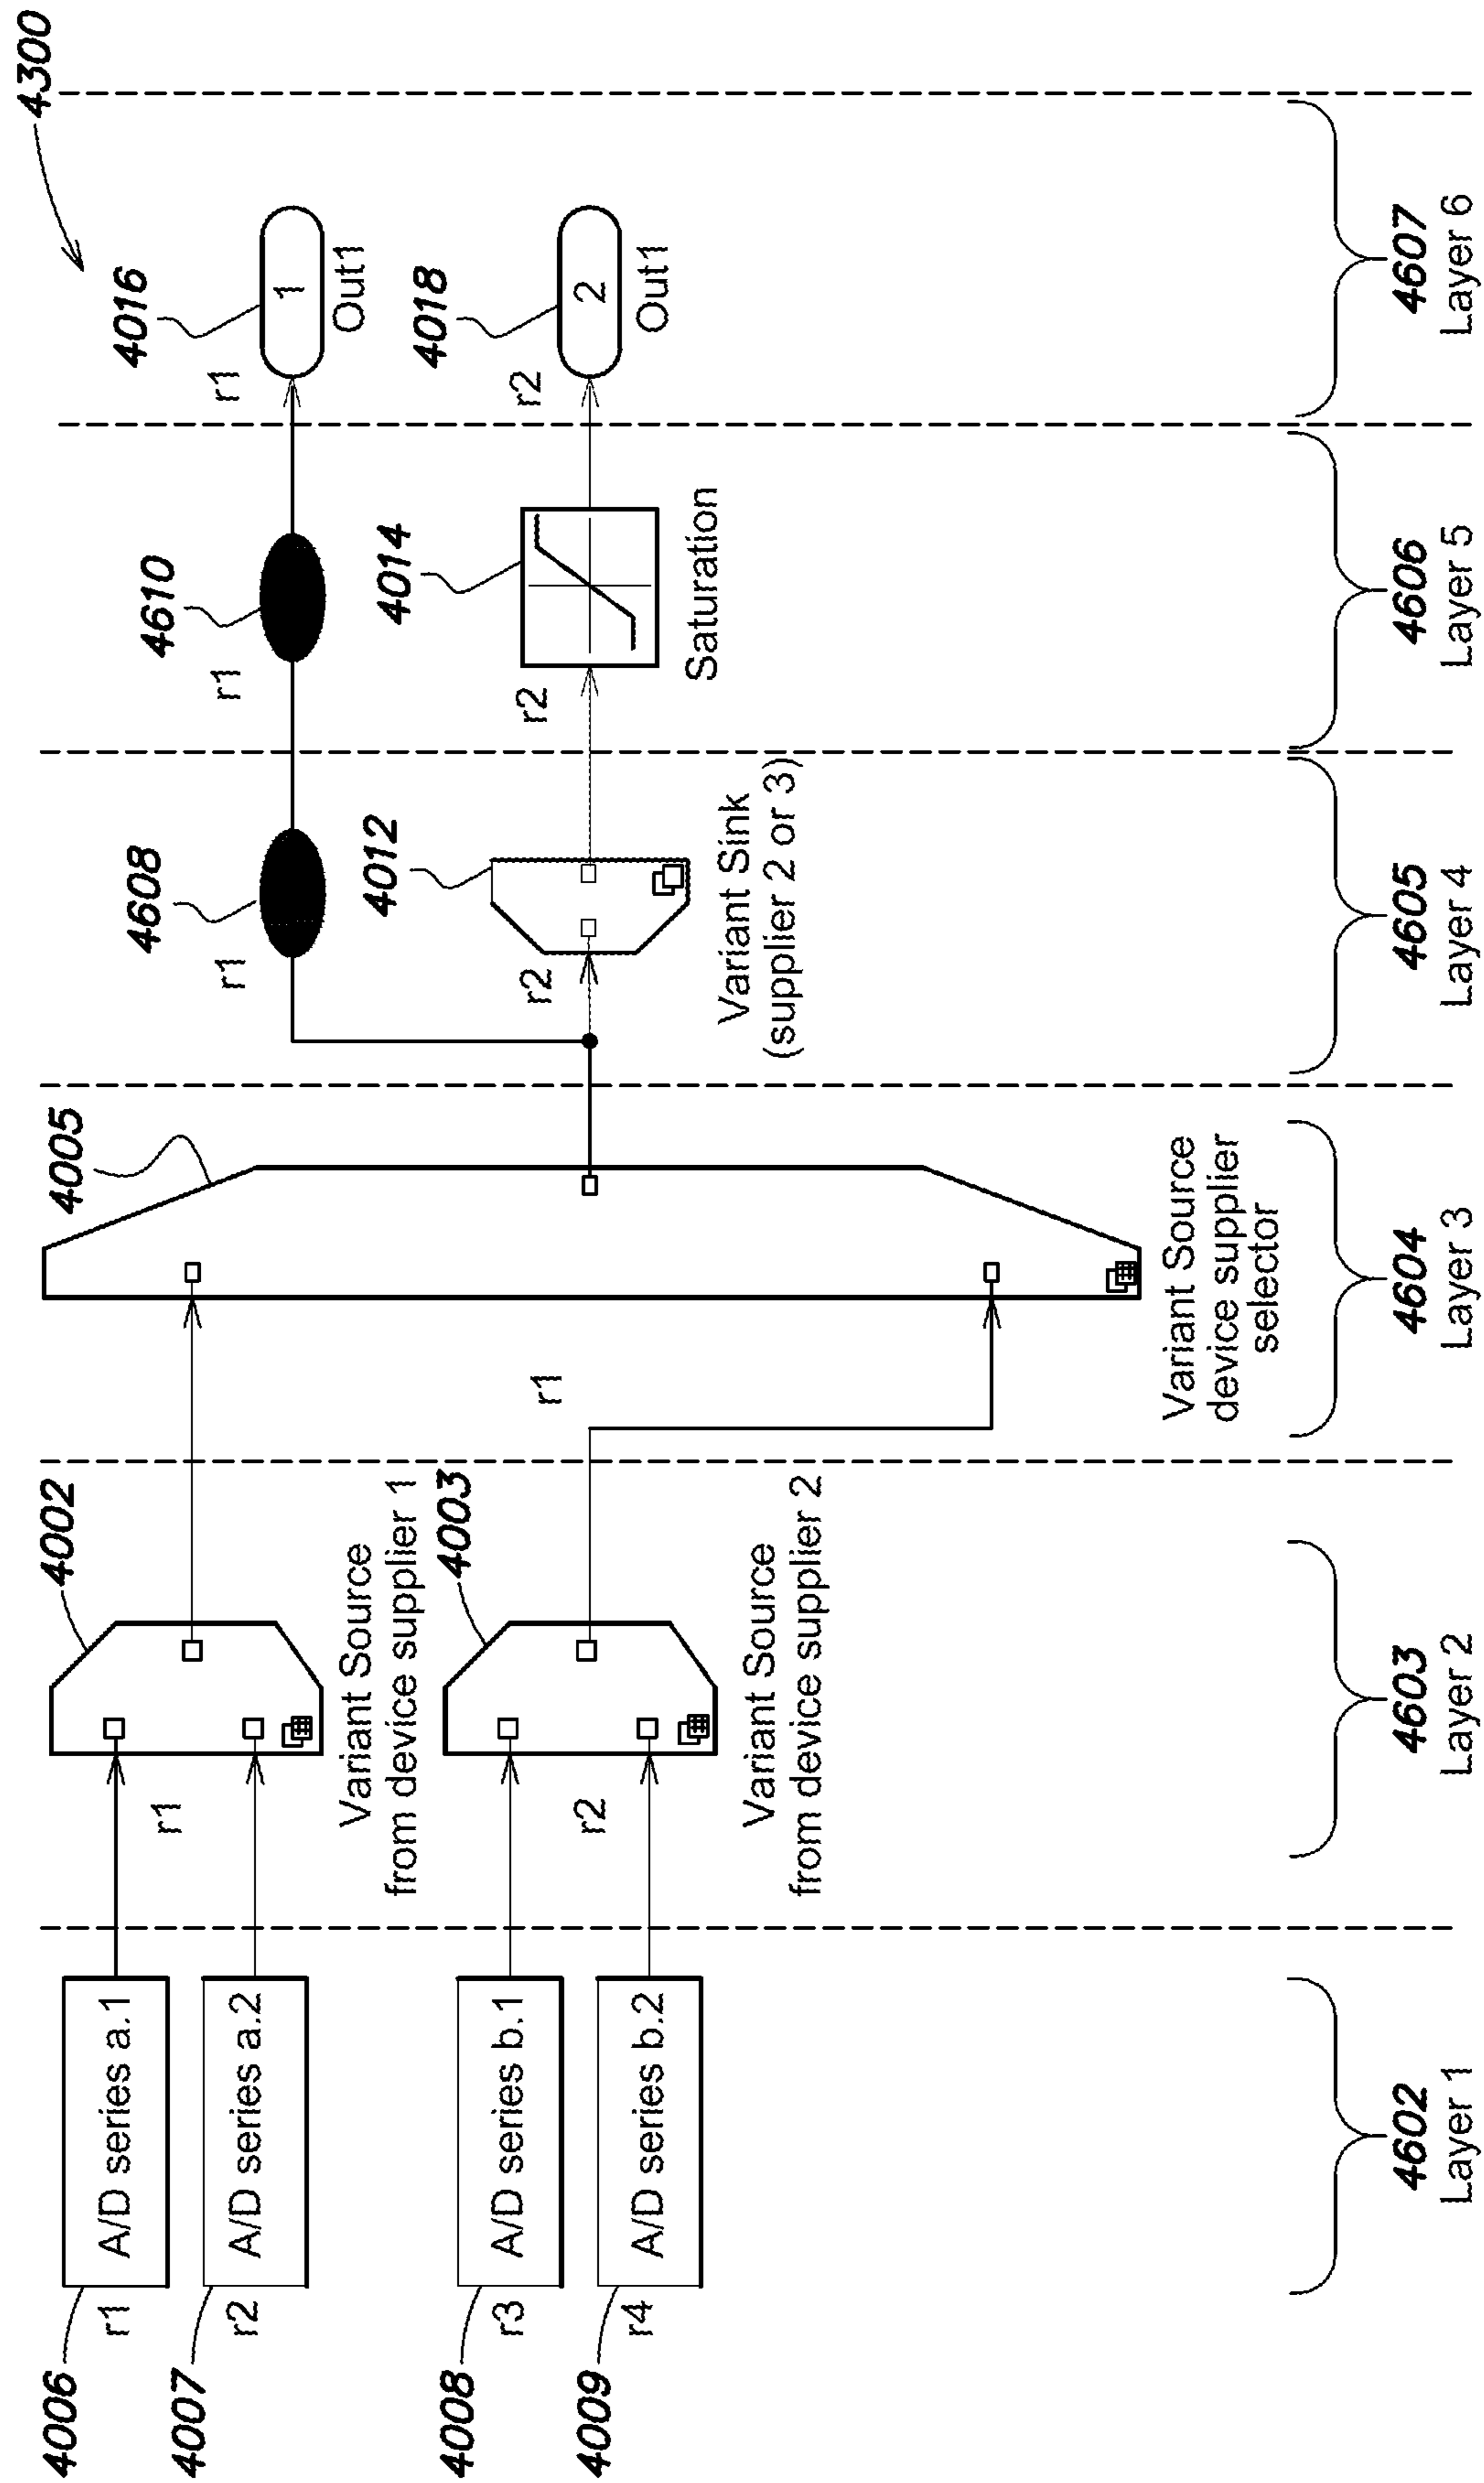 4300
4006
r1
A/D series a.1
4007
r2
A/D series a.2
4008
r3
A/D series b.1
4009
r4
A/D series b.2
4602
Layer 1
4002
r1
Variant Source
from device supplier 1
4003
r2
Variant Source
from device supplier 2
4603
Layer 2
4005
r1
Variant Source
device supplier
selector
4604
Layer 3
4608
r1
4012
r2
Variant Sink
(supplier 2 or 3)
4605
Layer 4
4610
r1
4014
r2
Saturation
4606
Layer 5
4016
r1
1
Out1
4018
r2
2
Out1
4607
Layer 6